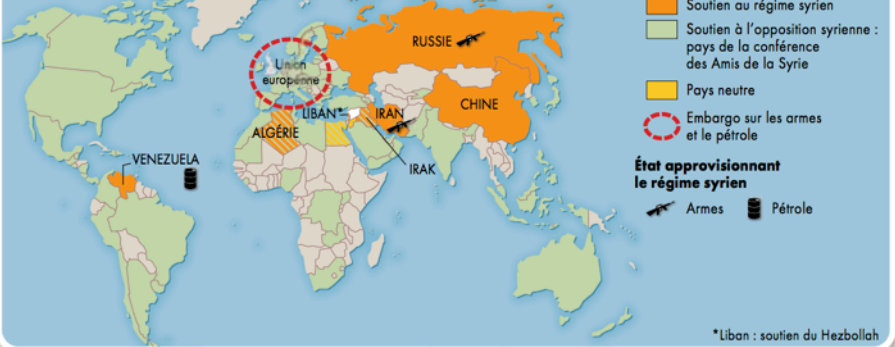 RUSSIE
Union
européenne
CHINE
LIBAN*
IRAN
ALGÉRIE
IRAK
VENEZUELA
Soutien au régime syrien
Soutien à l'opposition syrienne :
pays de la conférence
des Amis de la Syrie
Pays neutre
Embargo sur les armes
et le pétrole
État approvisionnant
le régime syrien
Armes
Pétrole
*Liban : soutien du Hezbollah